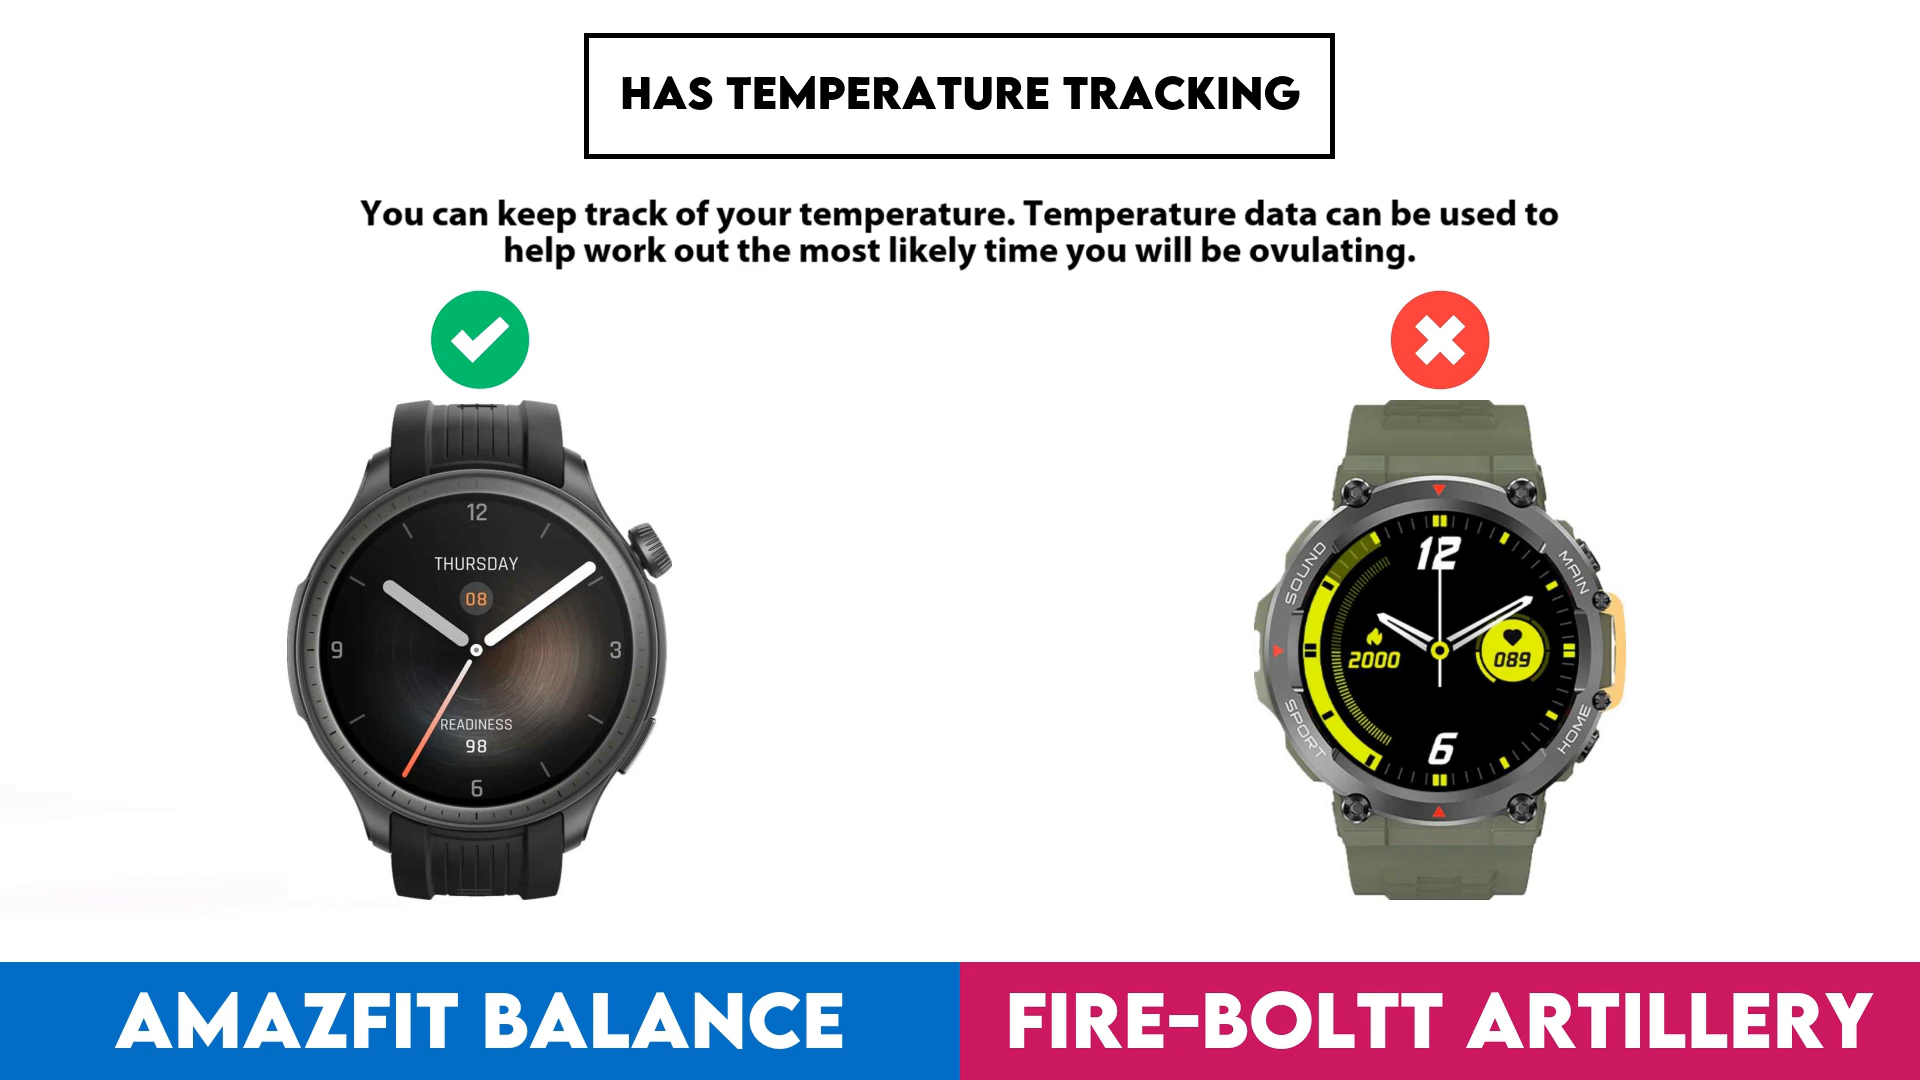 HAS TEMPERATURE TRACKING
You can keep track of your temperature. Temperature data can be used to
help work out the most likely time you will be ovulating.
12
THURSDAY
08
9
3
READINESS
98
6
SOUND
MAIN
12
2000
089
SPORT
HOME
6
AMAZFIT BALANCE
FIRE-BOLTT ARTILLERY